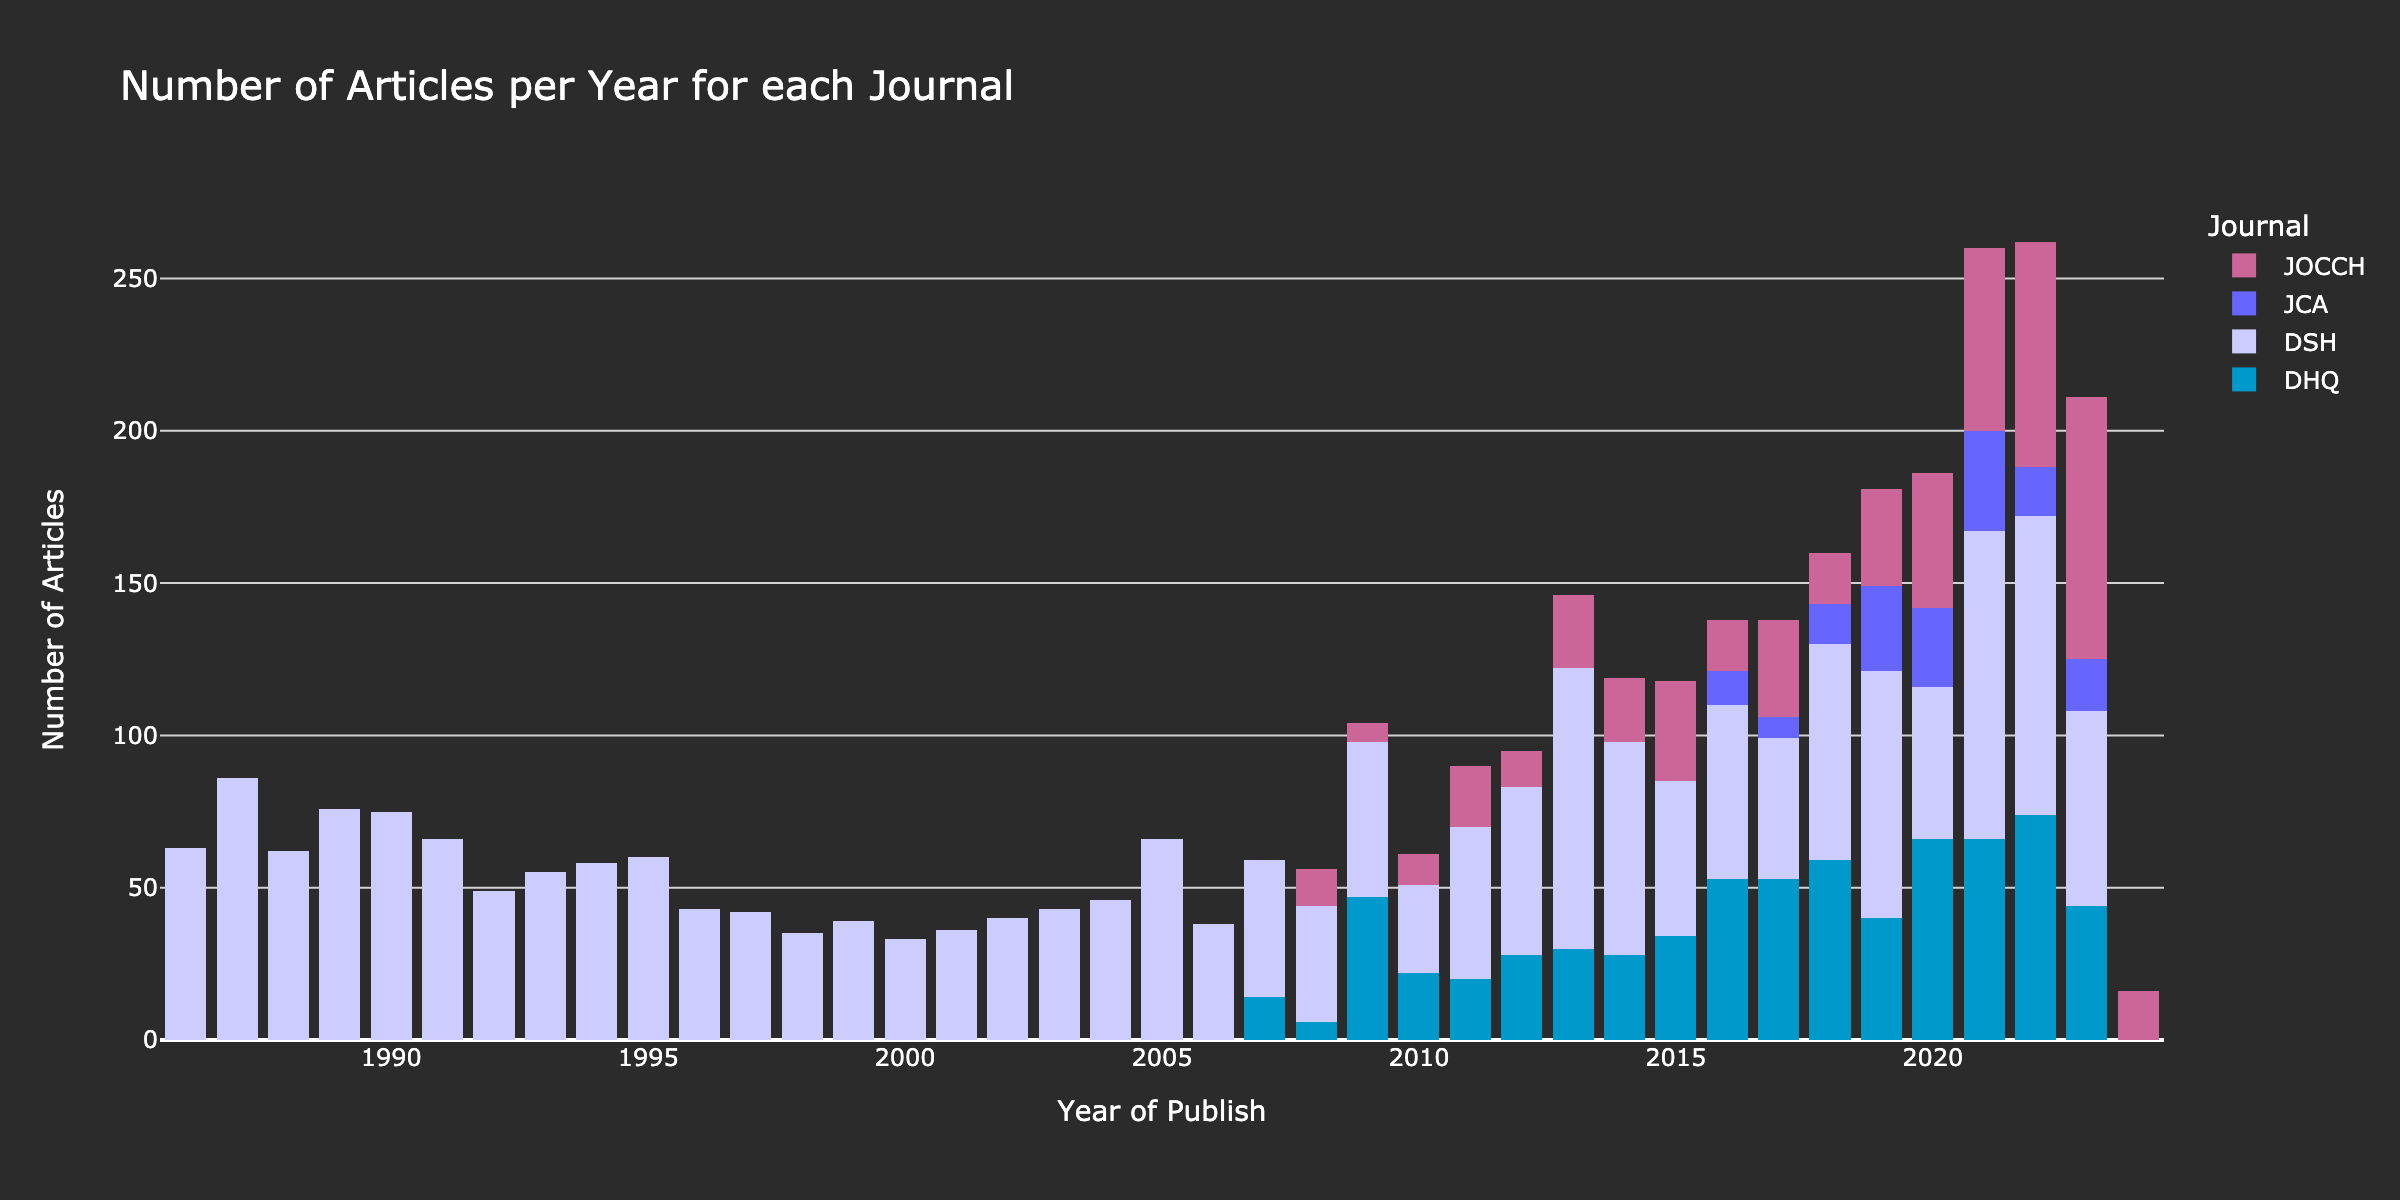 Number of Articles per Year for each Journal
Journal
JOCCH
JCA
DSH
DHQ
250
200
150
100
50
0
Number of Articles
1990 1995 2000 2005 2010 2015 2020
Year of Publish